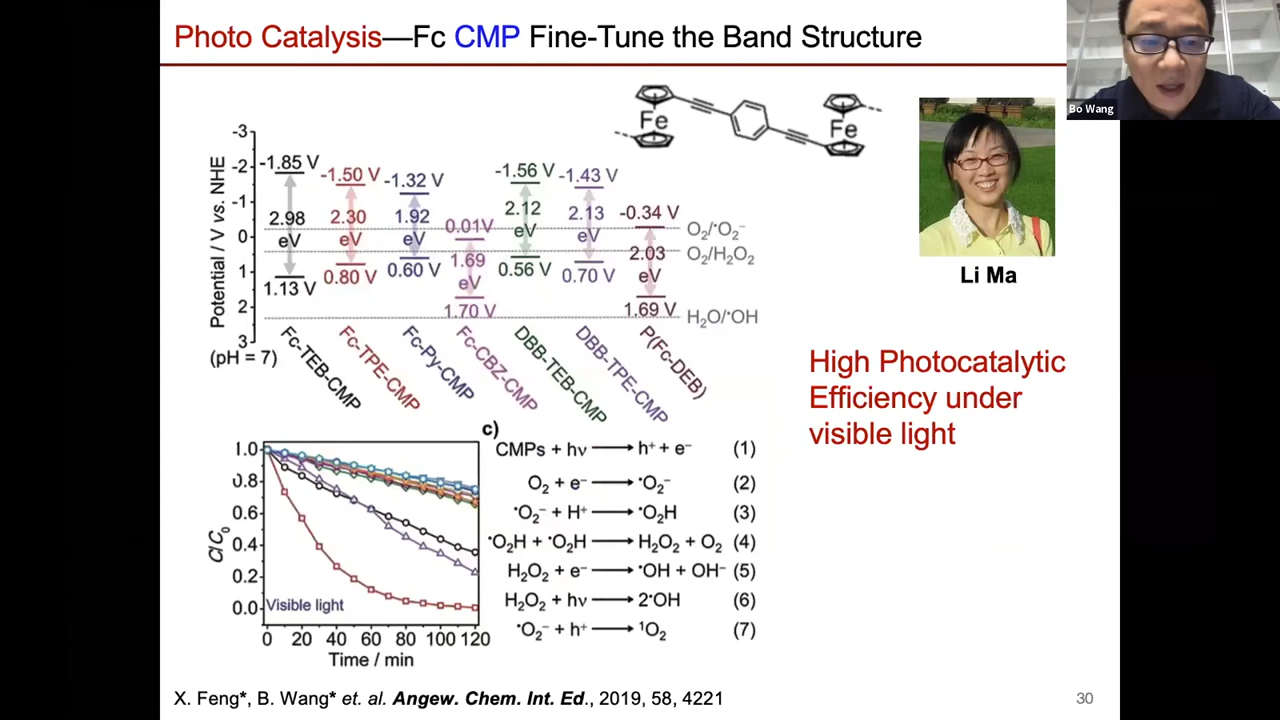 Photo Catalysis—Fc CMP Fine-Tune the Band Structure
Bo Wang
Fe
Fe
Li Ma
Potential / V vs. NHE
-3
-2
-1
0
1
2
3
(pH = 7)
-1.85 V
2.98
eV
1.13 V
-1.50 V
2.30
eV
0.80 V
-1.32 V
1.92
eV
0.60 V
0.01V
1.69
eV
1.70 V
-1.56 V
2.12
eV
0.56 V
-1.43 V
2.13
eV
0.70 V
-0.34 V
2.03
eV
1.69 V
O₂/•O₂⁻
O₂/H₂O₂
H₂O/•OH
Fc-TEB-CMP
Fc-TPE-CMP
Fc-Py-CMP
Fc-CBZ-CMP
DBB-TEB-CMP
DBB-TPE-CMP
P(Fc-DEB)
High Photocatalytic
Efficiency under
visible light
C/C₀
1.0
0.8
0.6
0.4
0.2
0.0
Visible light
0 20 40 60 80 100 120
Time / min
c)
CMPs + hν ⟶ h⁺ + e⁻ (1)
O₂ + e⁻ ⟶ •O₂⁻ (2)
•O₂⁻ + H⁺ ⟶ •O₂H (3)
•O₂H + •O₂H ⟶ H₂O₂ + O₂ (4)
H₂O₂ + e⁻ ⟶ •OH + OH⁻ (5)
H₂O₂ + hν ⟶ 2•OH (6)
•O₂⁻ + h⁺ ⟶ ¹O₂ (7)
X. Feng*, B. Wang* et. al. Angew. Chem. Int. Ed., 2019, 58, 4221
30